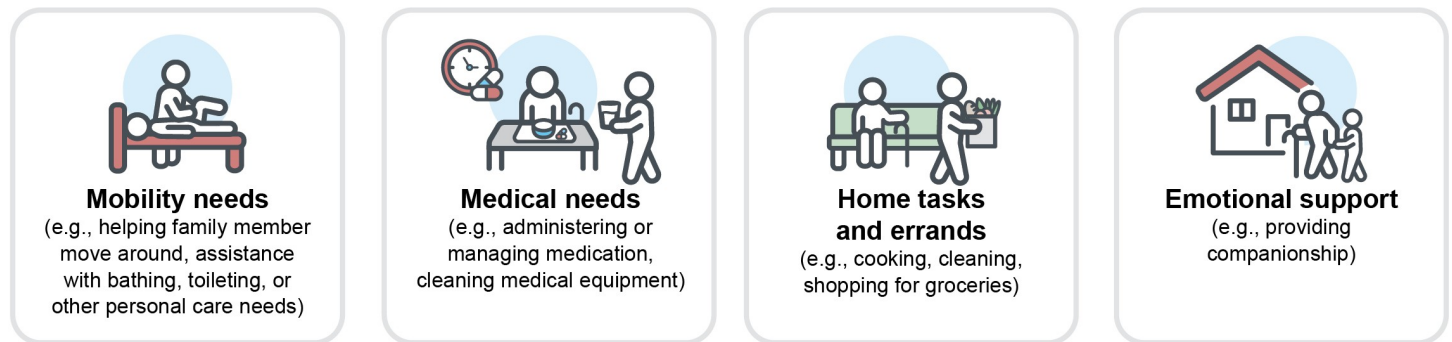 Mobility needs
(e.g., helping family member
move around, assistance
with bathing, toileting, or
other personal care needs)
Medical needs
(e.g., administering or
managing medication,
cleaning medical equipment)
Home tasks
and errands
(e.g., cooking, cleaning,
shopping for groceries)
Emotional support
(e.g., providing
companionship)